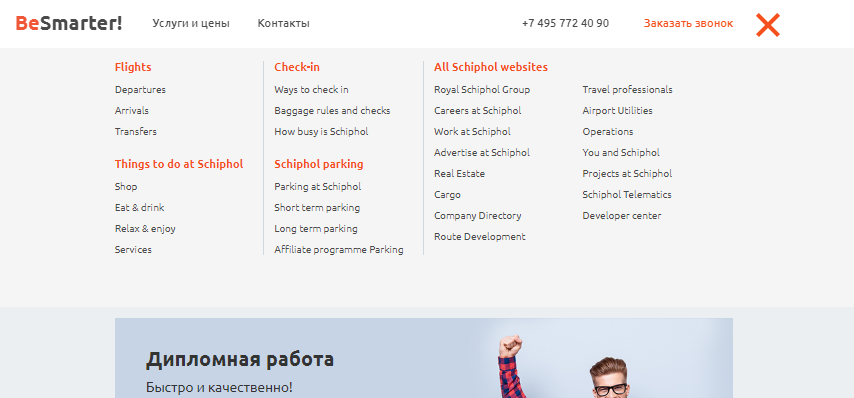 BeSmarter!
Услуги и цены
Контакты
+7 495 772 40 90
Заказать звонок
Flights
Departures
Arrivals
Transfers
Things to do at Schiphol
Shop
Eat & drink
Relax & enjoy
Services
Check-in
Ways to check in
Baggage rules and checks
How busy is Schiphol
Schiphol parking
Parking at Schiphol
Short term parking
Long term parking
Affiliate programme Parking
All Schiphol websites
Royal Schiphol Group
Careers at Schiphol
Work at Schiphol
Advertise at Schiphol
Real Estate
Cargo
Company Directory
Route Development
Travel professionals
Airport Utilities
Operations
You and Schiphol
Projects at Schiphol
Schiphol Telematics
Developer center
Дипломная работа
Быстро и качественно!